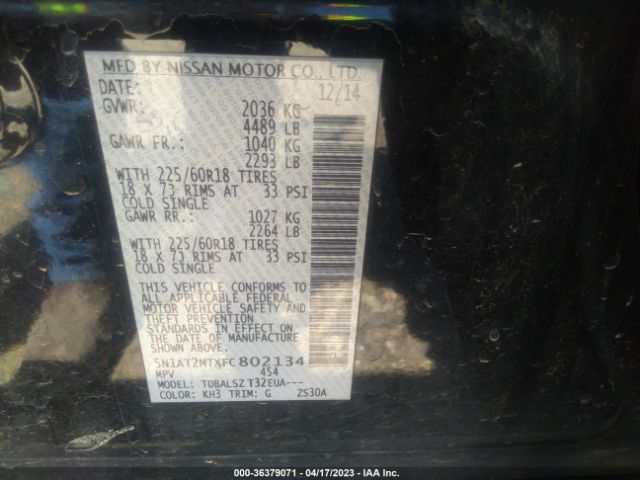 MFD BY NISSAN MOTOR CO., LTD.
DATE: 12/14
GVWR: 2036 KG
4489 LB
GAWR FR.: 1040 KG
2293 LB
WITH 225/60R18 TIRES
18 X 7J RIMS AT 33 PSI
COLD SINGLE
GAWR RR.: 1027 KG
2264 LB
WITH 225/60R18 TIRES
18 X 7J RIMS AT 33 PSI
COLD SINGLE
THIS VEHICLE CONFORMS TO
ALL APPLICABLE FEDERAL
MOTOR VEHICLE SAFETY AND
THEFT PREVENTION
STANDARDS IN EFFECT ON
THE DATE OF MANUFACTURE
SHOWN ABOVE.
5N1AT2MTXFC802134
MPV 454
MODEL: TDBALSZ T32EUA---
COLOR: KH3 TRIM: G ZS30A
000-36379071 - 04/17/2023 - IAA Inc.